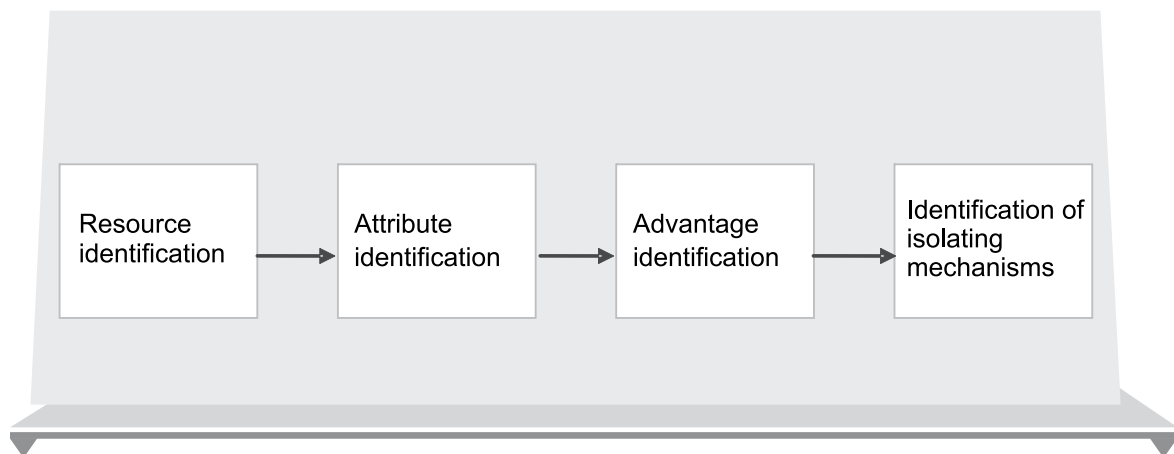 Resource
identification
Attribute
identification
Advantage
identification
Identification of
isolating
mechanisms